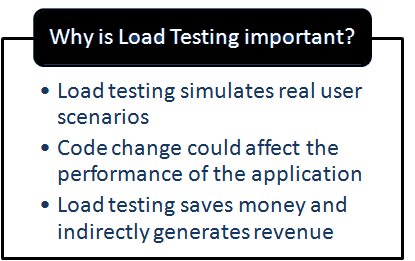 Why is Load Testing important?
• Load testing simulates real user
scenarios
• Code change could affect the
performance of the application
• Load testing saves money and
indirectly generates revenue